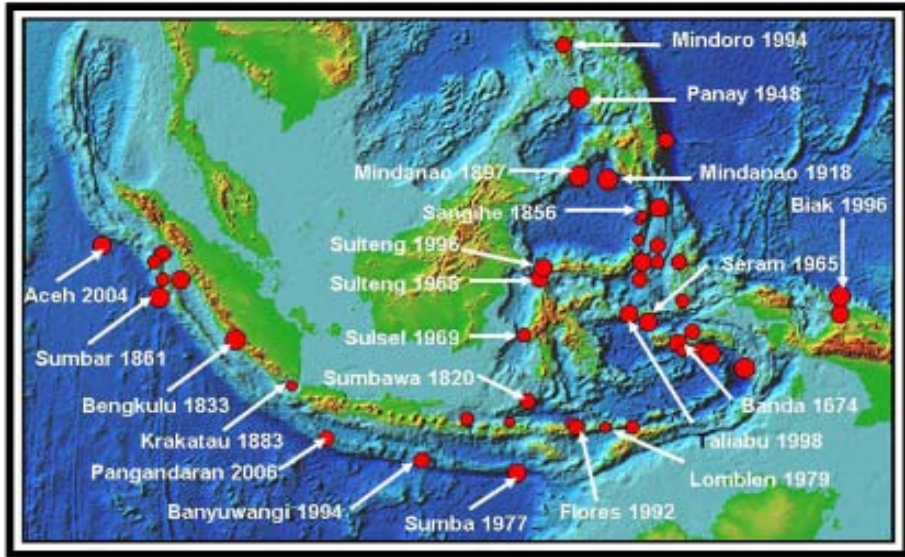 Mindoro 1994
Panay 1948
Mindanao 1897
Mindanao 1918
Sangihe 1856
Biak 1996
Sulteng 1996
Seram 1965
Aceh 2004
Sulteng 1968
Sumbar 1861
Sulsel 1969
Sumbawa 1820
Bengkulu 1833
Banda 1674
Krakatau 1883
Taliabu 1998
Pangandaran 2006
Lomblen 1979
Banyuwangi 1994
Sumba 1977
Flores 1992